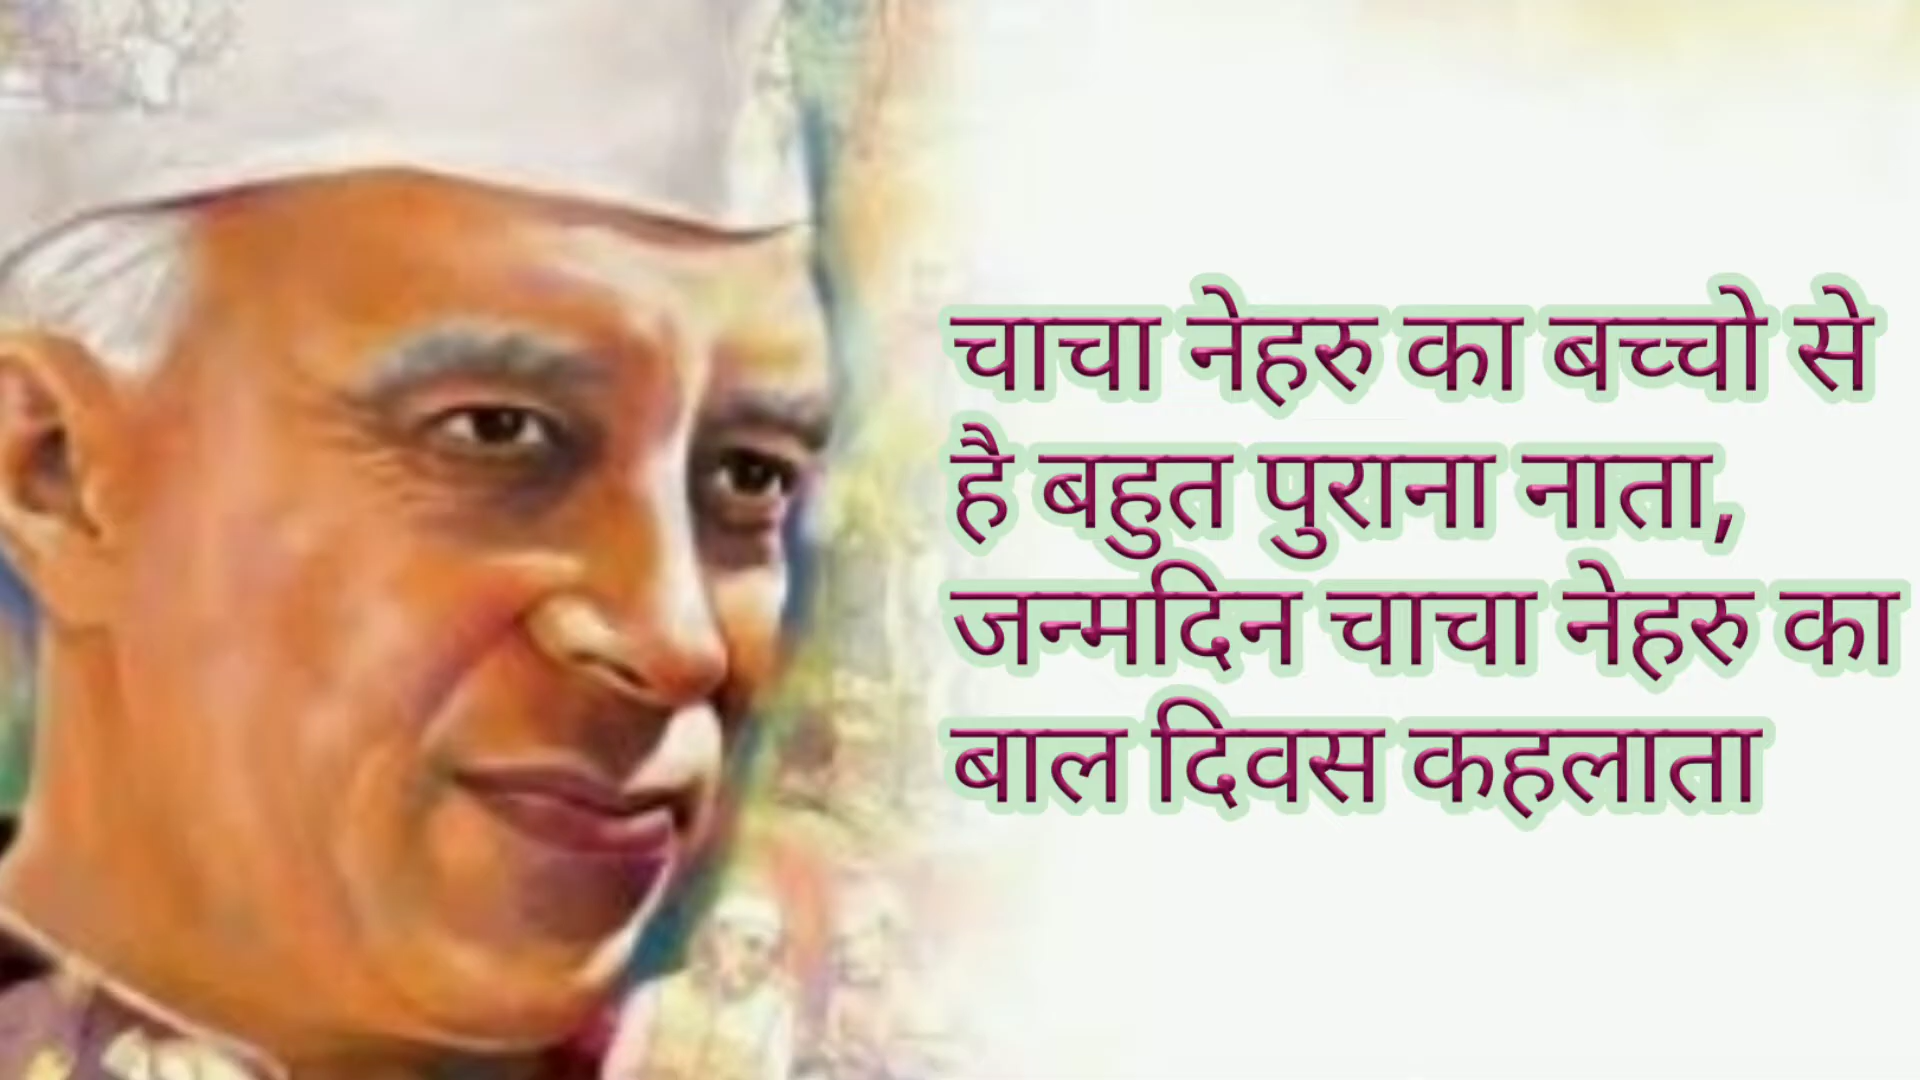 चाचा नेहरु का बच्चो से
है बहुत पुराना नाता,
जन्मदिन चाचा नेहरु का
बाल दिवस कहलाता